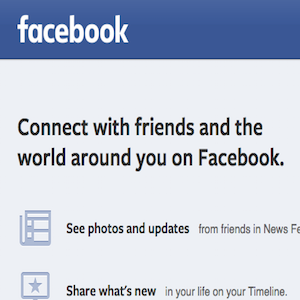 facebook
Connect with friends and the
world around you on Facebook.
See photos and updates from friends in News Fe
Share what's new in your life on your Timeline.